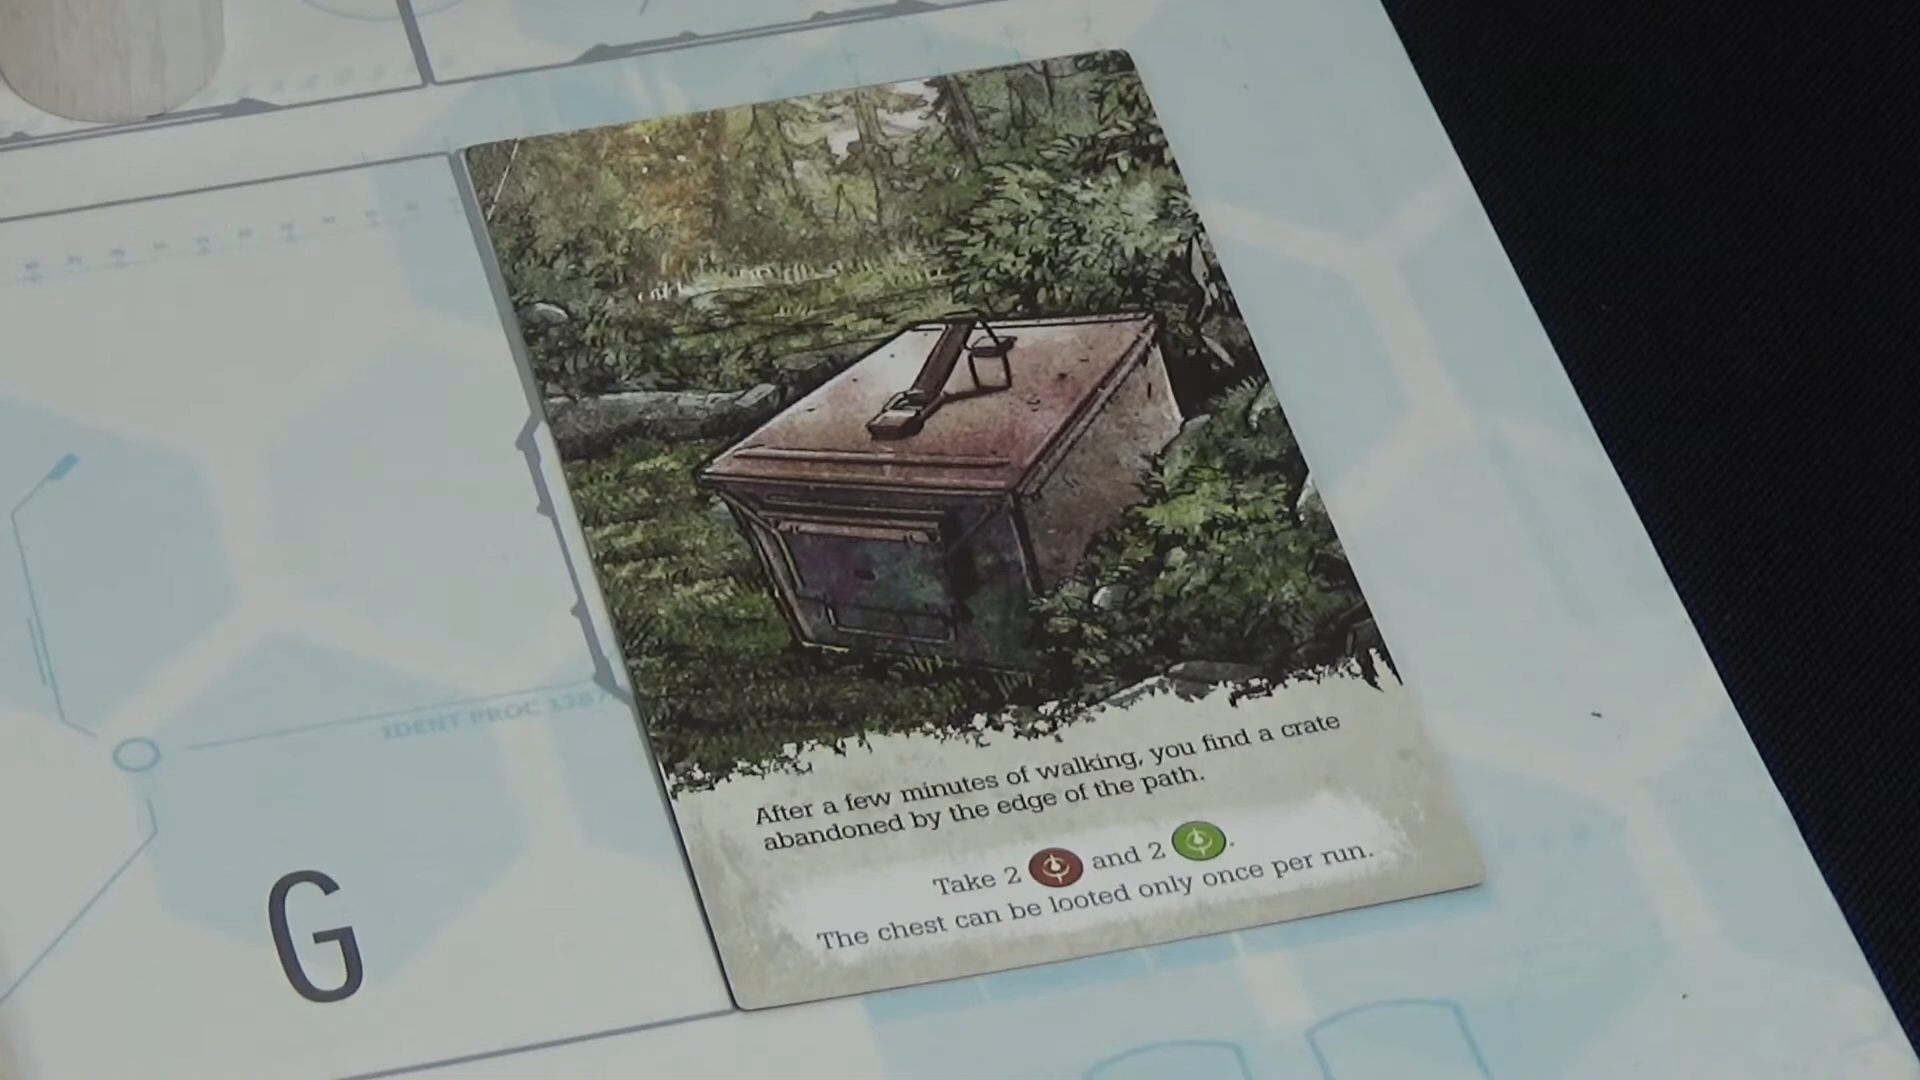 IDENT PROC 1287
After a few minutes of walking, you find a crate
abandoned by the edge of the path.
Take 2 and 2 .
The chest can be looted only once per run.
G